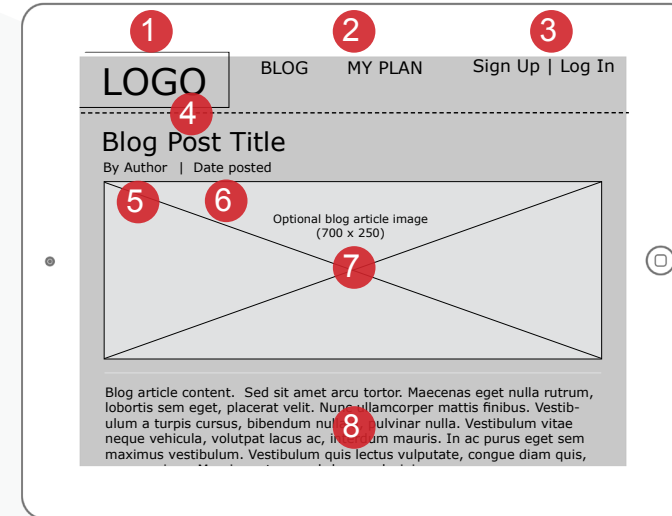 1
2
3
LOGO
BLOG MY PLAN
Sign Up | Log In
4
Blog Post Title
By Author | Date posted
5
6
Optional blog article image
(700 x 250)
7
Blog article content. Sed sit amet arcu tortor. Maecenas eget nulla rutrum,
lobortis sem eget, placerat velit. Nunc ullamcorper mattis finibus. Vestib-
ulum a turpis cursus, bibendum pulvinar nulla. Vestibulum vitae
8
neque vehicula, volutpat lacus ac, interdum mauris. In ac purus eget sem
maximus vestibulum. Vestibulum quis lectus vulputate, congue diam quis,